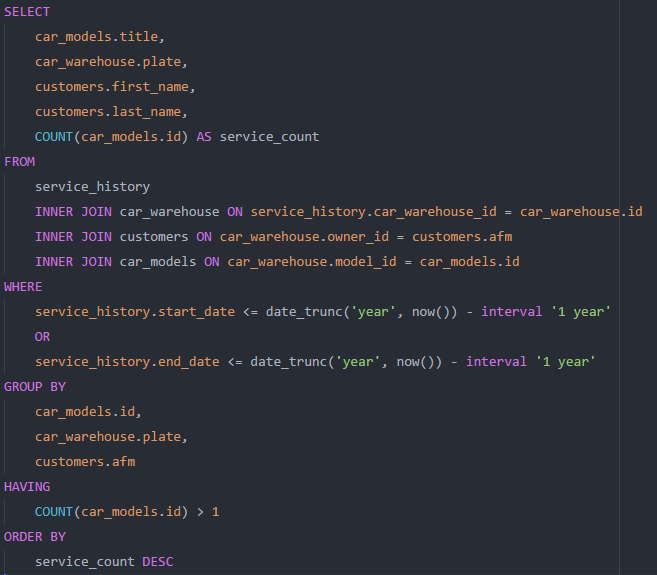 SELECT
    car_models.title,
    car_warehouse.plate,
    customers.first_name,
    customers.last_name,
    COUNT(car_models.id) AS service_count
FROM
    service_history
    INNER JOIN car_warehouse ON service_history.car_warehouse_id = car_warehouse.id
    INNER JOIN customers ON car_warehouse.owner_id = customers.afm
    INNER JOIN car_models ON car_warehouse.model_id = car_models.id
WHERE
    service_history.start_date <= date_trunc('year', now()) - interval '1 year'
    OR
    service_history.end_date <= date_trunc('year', now()) - interval '1 year'
GROUP BY
    car_models.id,
    car_warehouse.plate,
    customers.afm
HAVING
    COUNT(car_models.id) > 1
ORDER BY
    service_count DESC